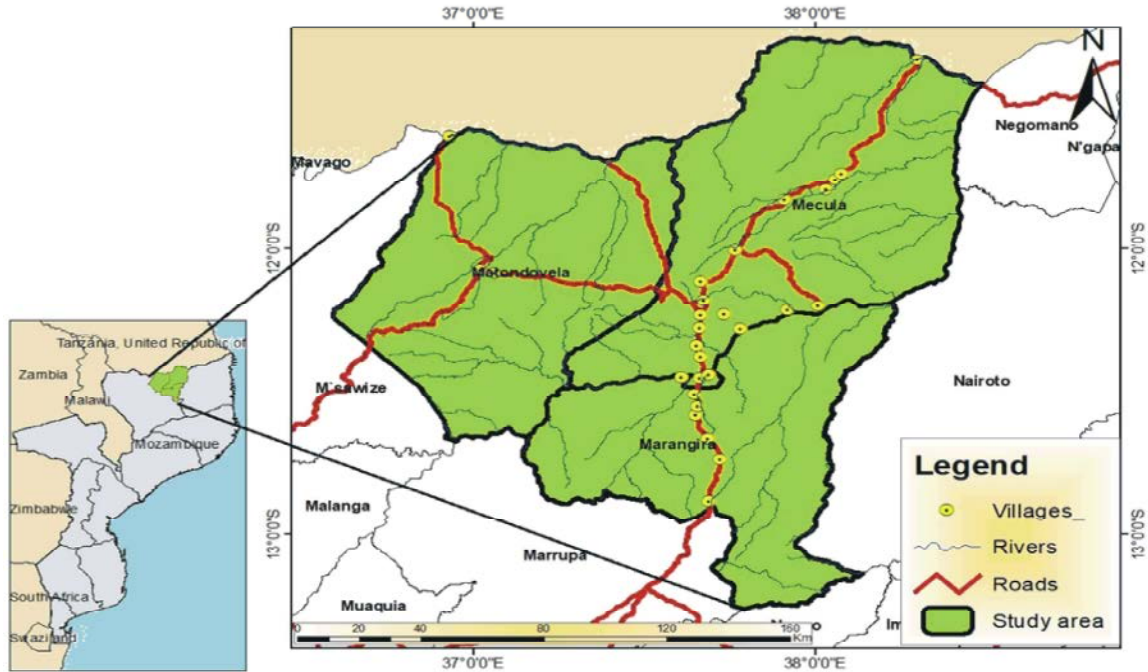 37°0'0"E
38°0'0"E
N
Negomano
N'gapa
Mavago
Mecula
12°0'0"S
12°0'0"S
Matondovela
Tanzania, United Republic of
Zambia
Malawi
M'sawize
Nairoto
Mozambique
Marangira
Legend
Villages_
Rivers
Roads
Study area
Malanga
Zimbabwe
13°0'0"S
13°0'0"S
Marrupa
South Africa
Muaquia
Swaziland
0 20 40 80 120 160
Km
37°0'0"E
38°0'0"E